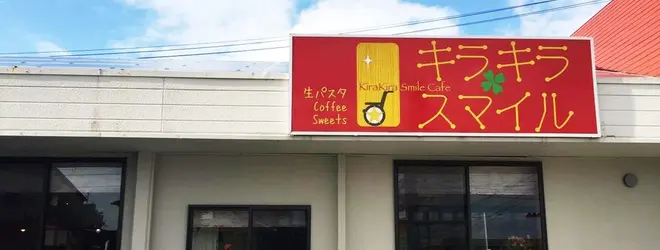 生パスタ
Coffee
Sweets
キラキラ
KiraKira Smile Cafe
スマイル